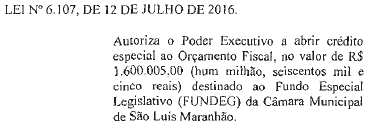 LEI Nº 6.107, DE 12 DE JULHO DE 2016.
Autoriza o Poder Executivo a abrir crédito
especial ao Orçamento Fiscal, no valor de R$
1.600.005,00 (hum milhão, seiscentos mil e
cinco reais) destinado ao Fundo Especial
Legislativo (FUNDEG) da Câmara Municipal
de São Luís Maranhão.